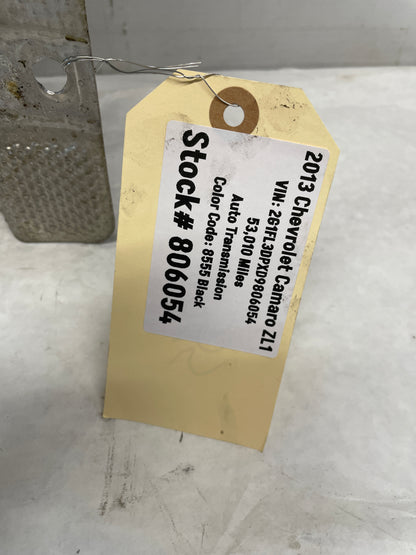 2013 Chevrolet Camaro ZL1
VIN: 2G1FL3DPXD9806054
53,010 Miles
Auto Transmission
Color Code: 8555 Black
Stock# 806054